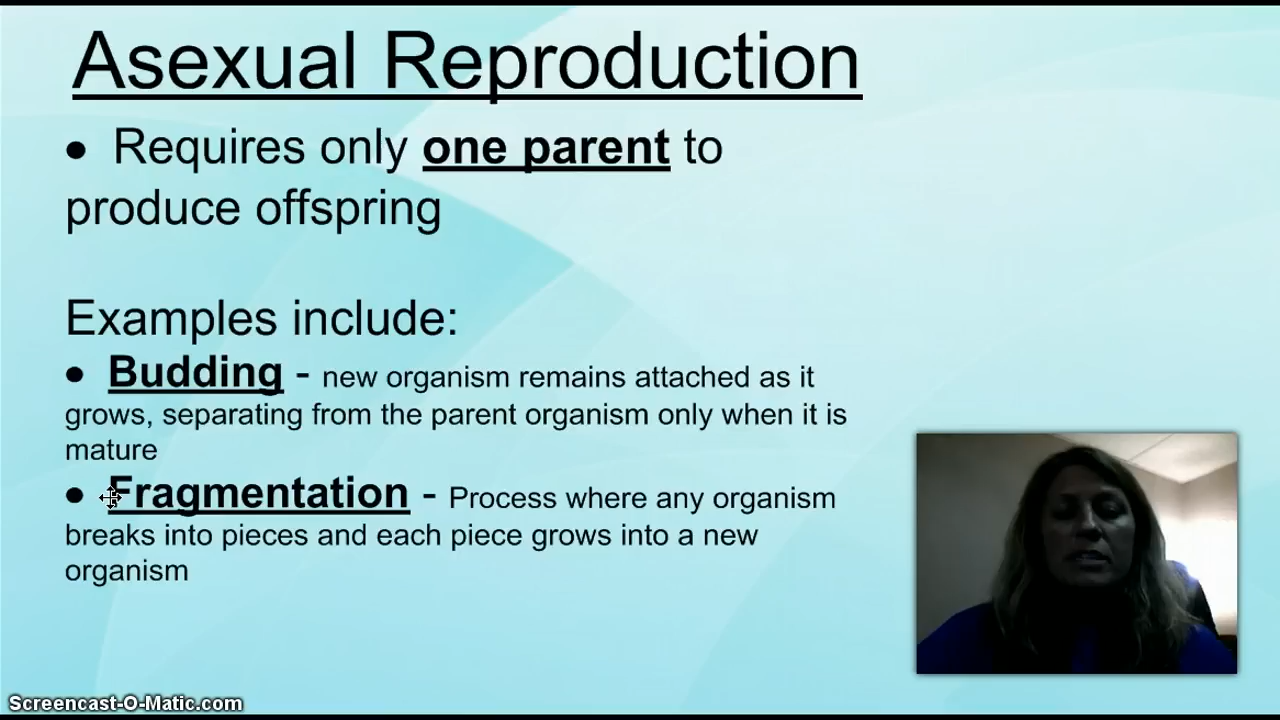 Asexual Reproduction
● Requires only one parent to
produce offspring
Examples include:
● Budding - new organism remains attached as it
grows, separating from the parent organism only when it is
mature
● Fragmentation - Process where any organism
breaks into pieces and each piece grows into a new
organism
Screencast-O-Matic.com